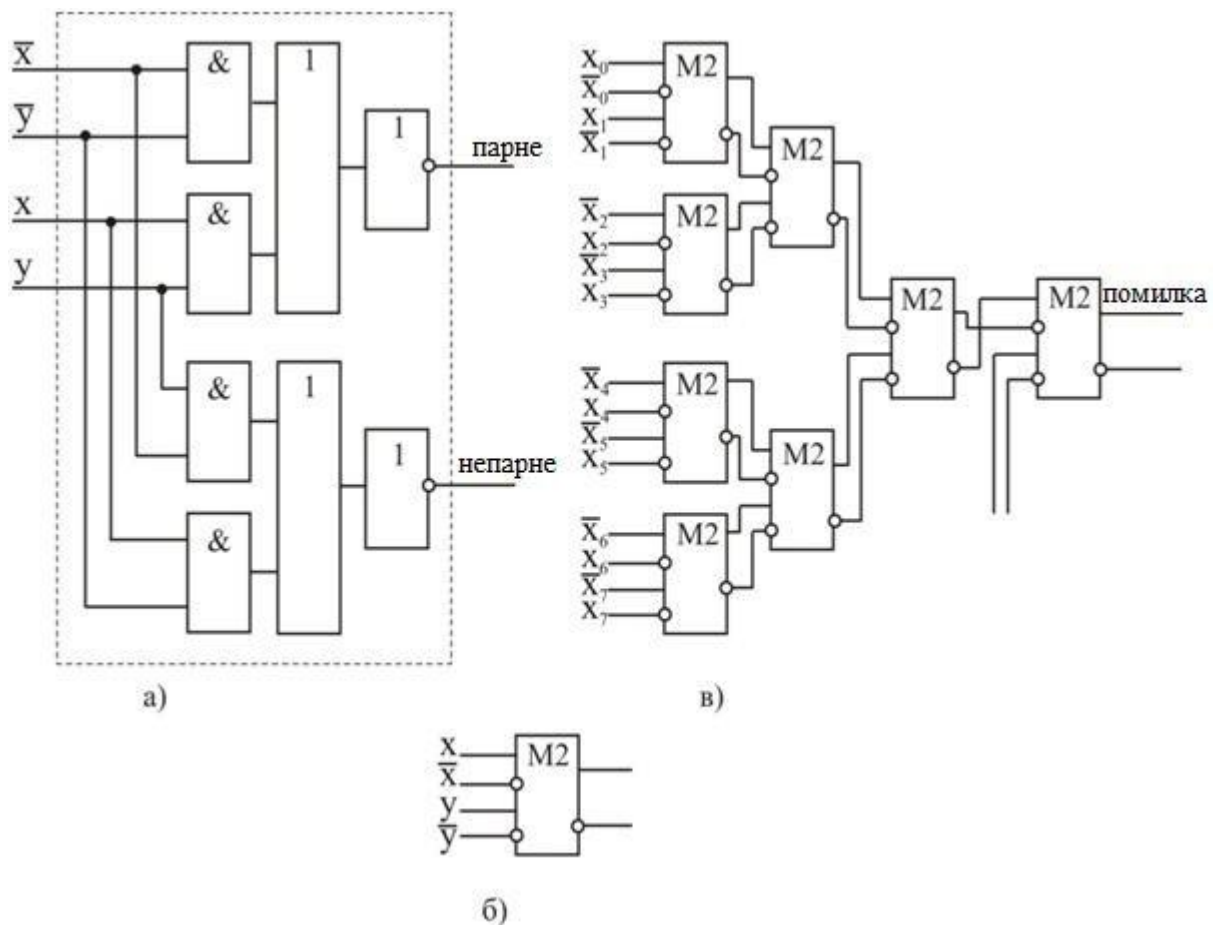 x̅
y̅
x
y
&
&
&
&
1
1
1
1
парне
непарне
а)
x₀
x̅₀
x₁
x̅₁
M2
x̅₂
x₂
x̅₃
x₃
M2
M2
x̅₄
x₄
x̅₅
x₅
M2
x̅₆
x₆
x̅₇
x₇
M2
M2
M2
M2
помилка
в)
x
x̅
y
y̅
M2
б)